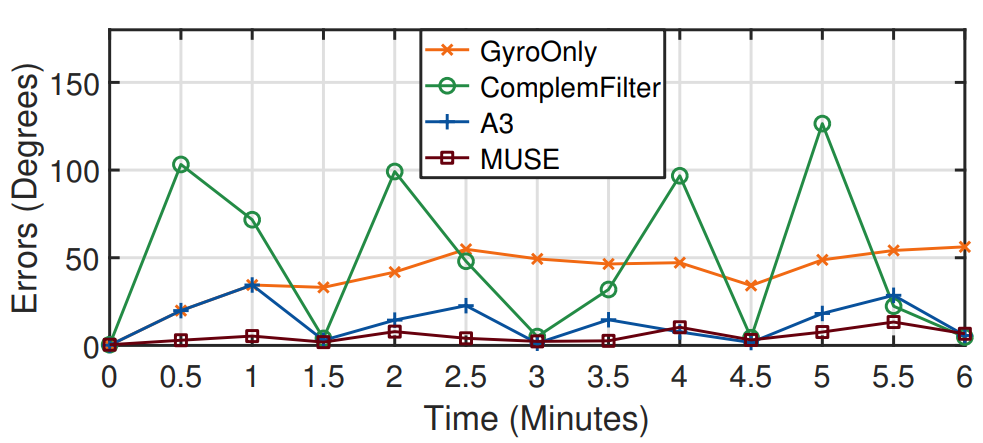 GyroOnly
ComplemFilter
A3
MUSE
150
100
50
0
0 0.5 1 1.5 2 2.5 3 3.5 4 4.5 5 5.5 6
Errors (Degrees)
Time (Minutes)